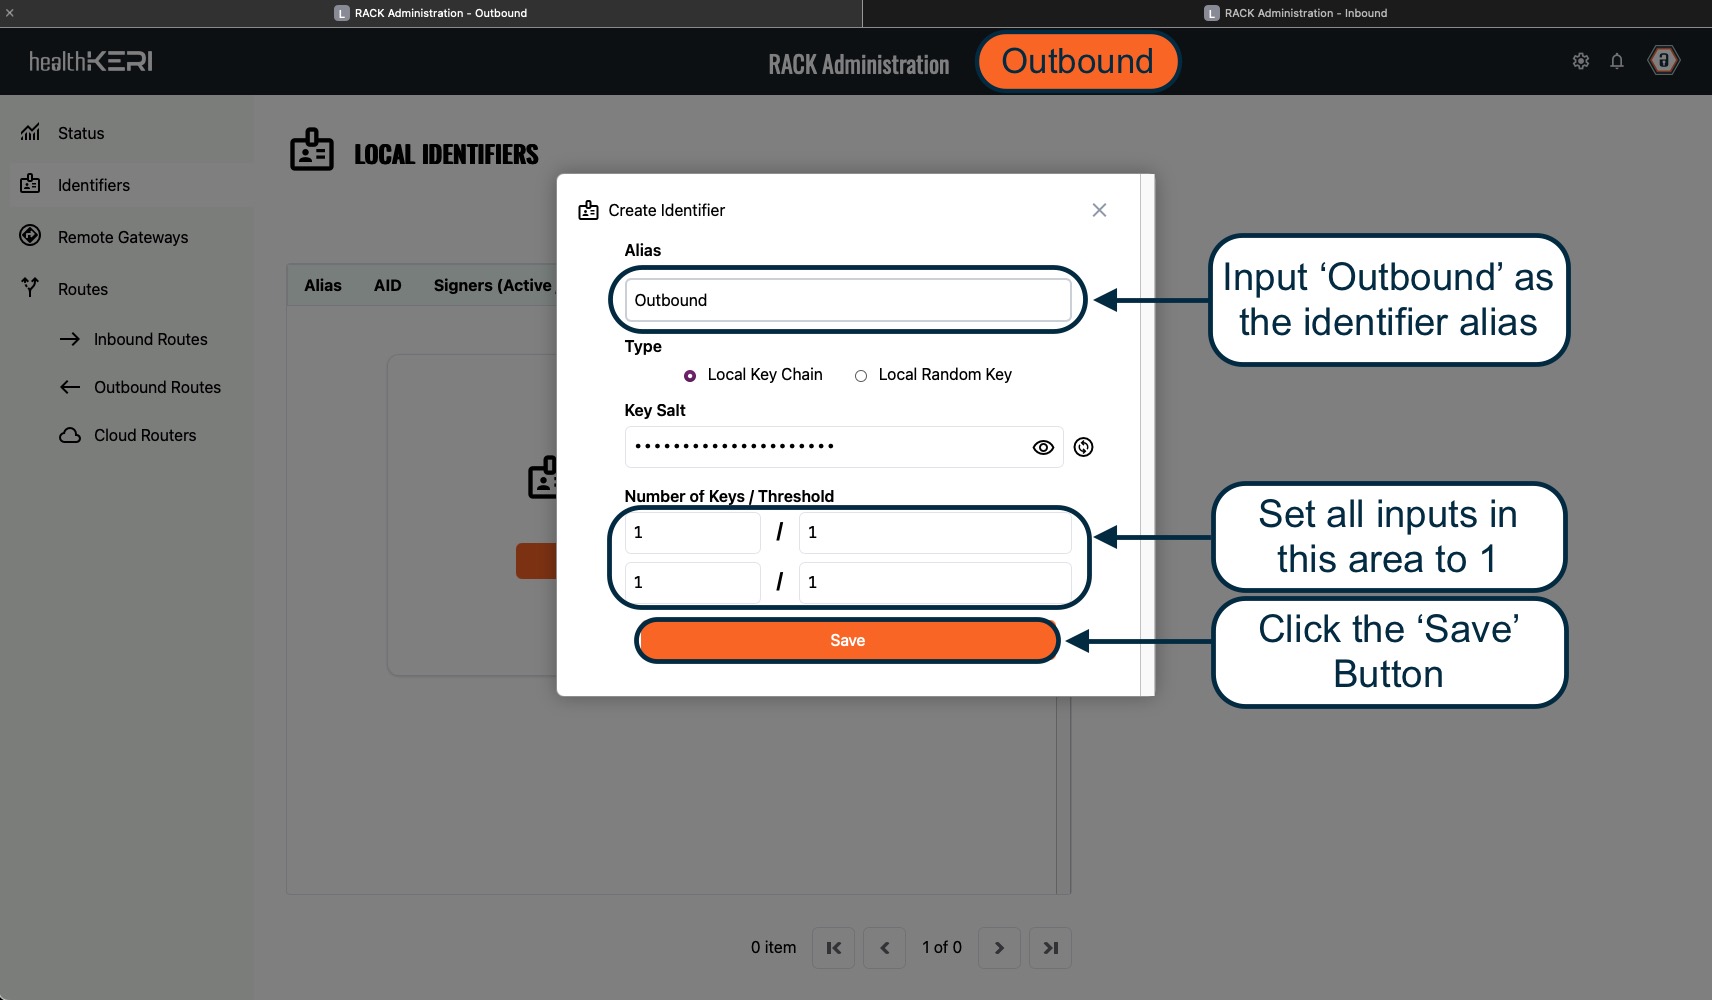 RACK Administration - Outbound
RACK Administration - Inbound
healthKERI
RACK Administration
Outbound
Status
Identifiers
Remote Gateways
Routes
Inbound Routes
Outbound Routes
Cloud Routers
LOCAL IDENTIFIERS
Alias AID Signers (Active
Create Identifier
Alias
Outbound
Type
Local Key Chain Local Random Key
Key Salt
Number of Keys / Threshold
1 / 1
1 / 1
Save
Input ‘Outbound’ as
the identifier alias
Set all inputs in
this area to 1
Click the ‘Save’
Button
0 item
1 of 0